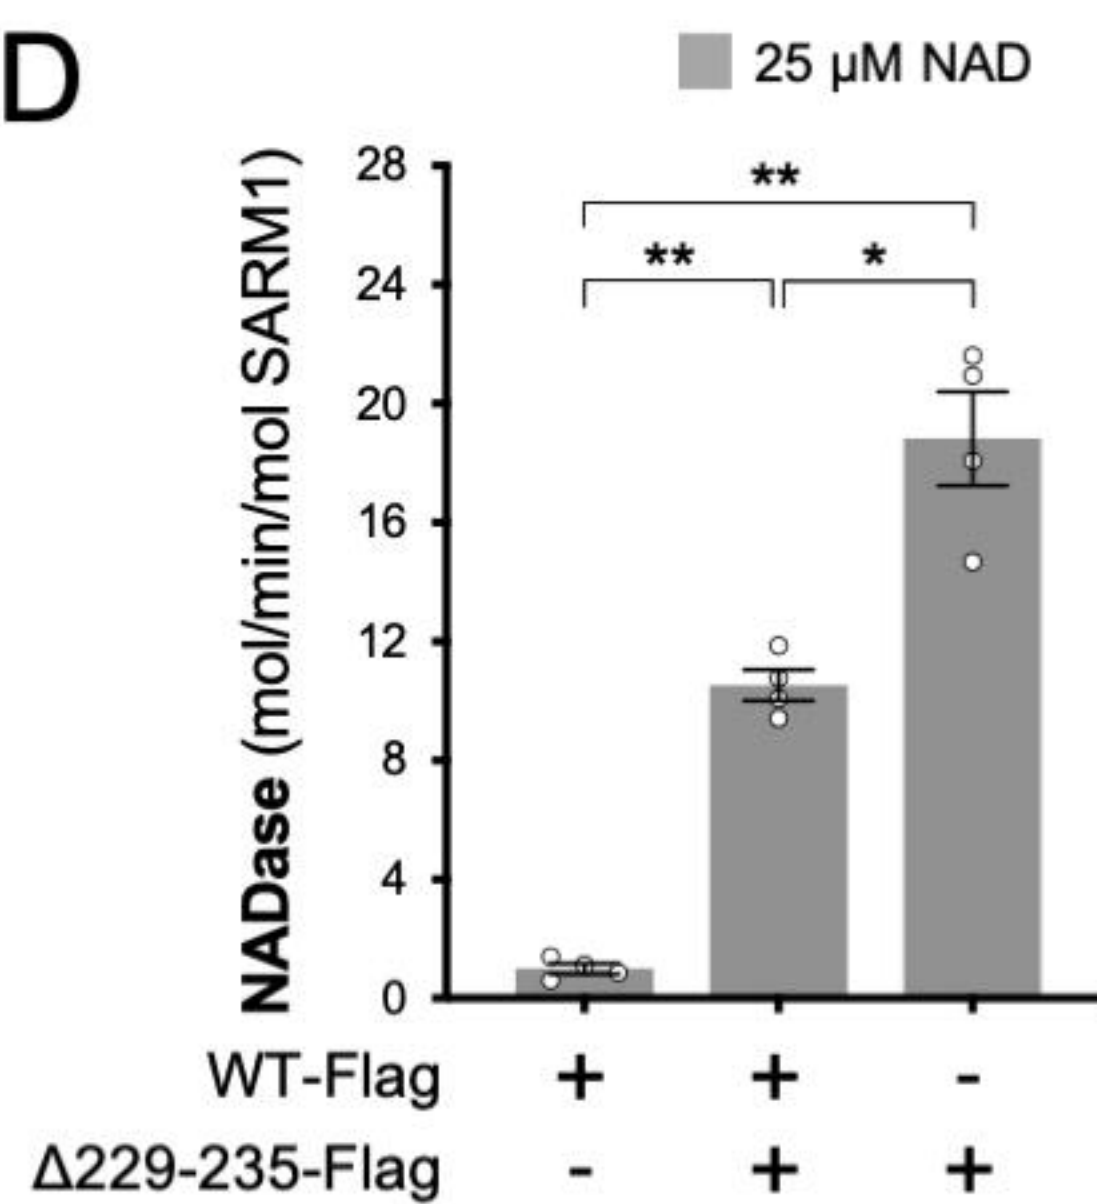 D
25 µM NAD
NADase (mol/min/mol SARM1)
28
24
20
16
12
8
4
0
**
**
*
WT-Flag + + -
Δ229-235-Flag - + +